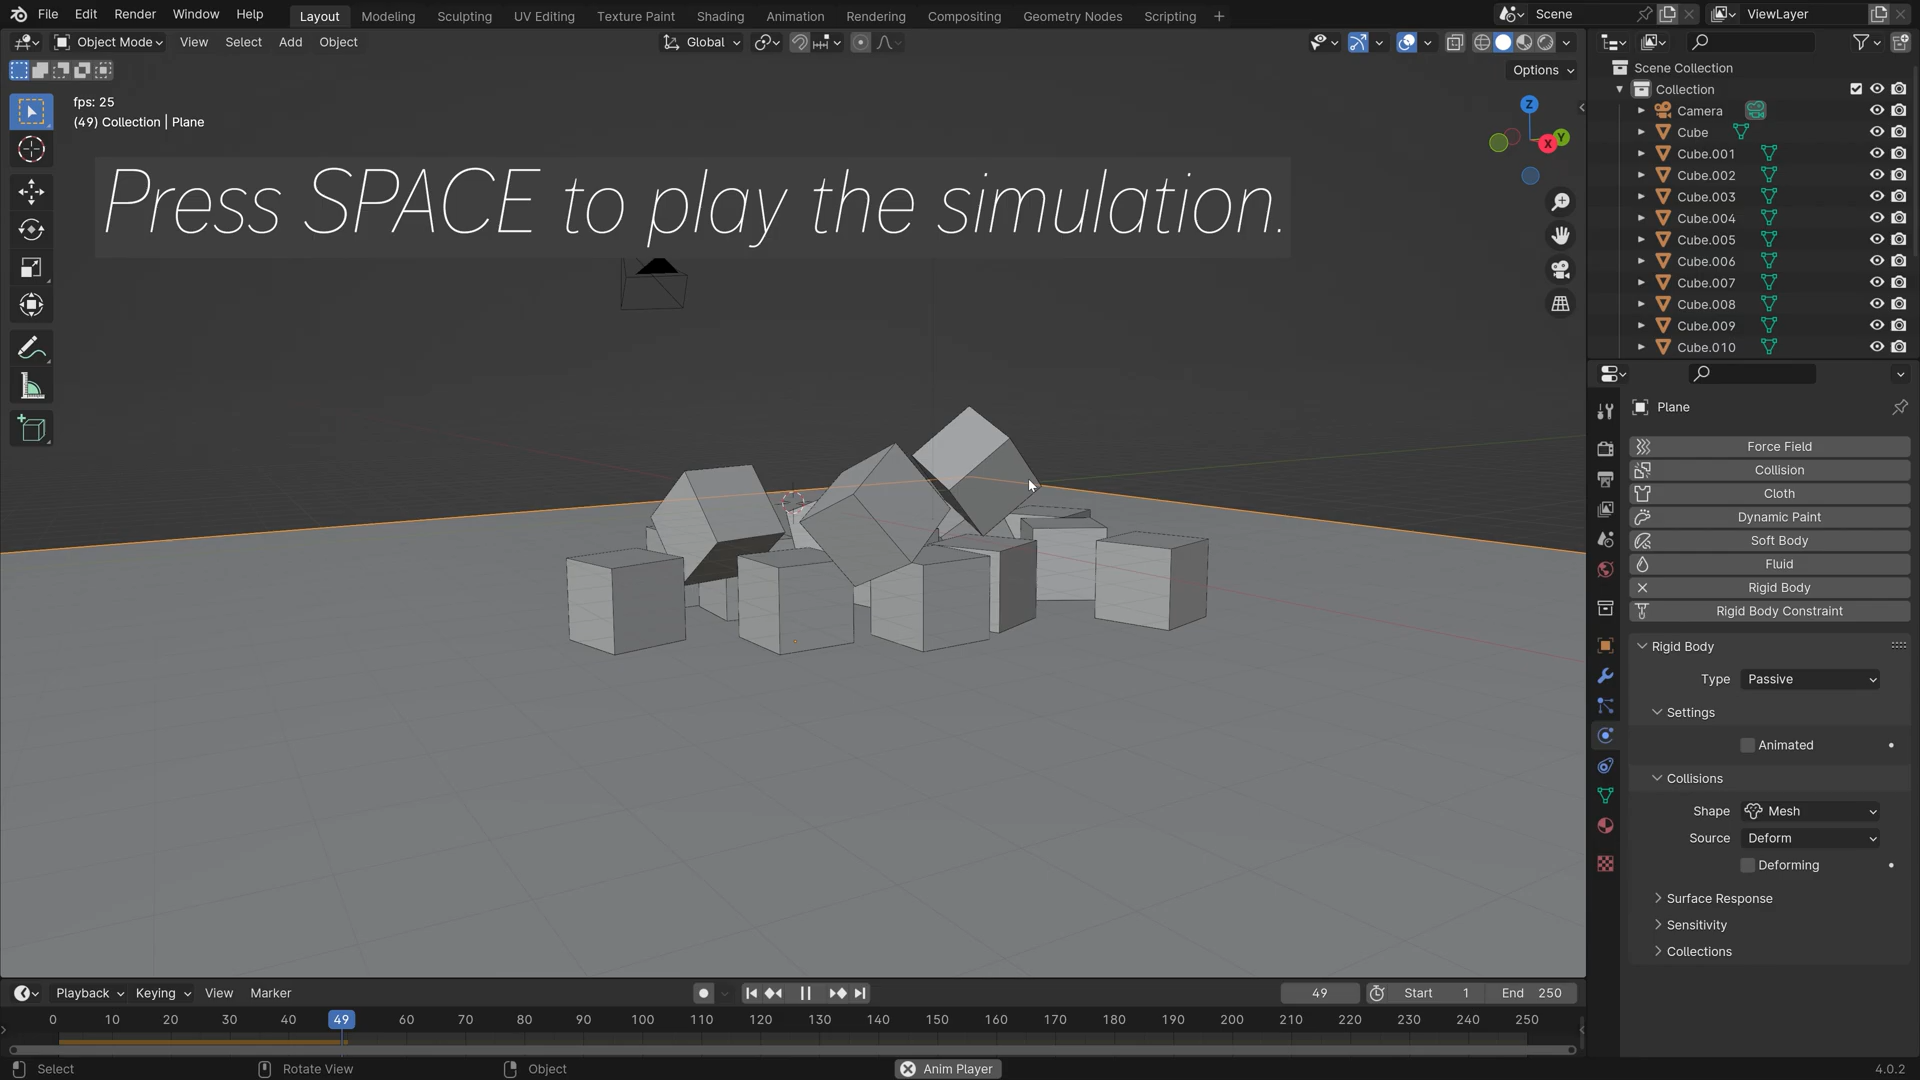 File Edit Render Window Help Layout Modeling Sculpting UV Editing Texture Paint Shading Animation Rendering Compositing Geometry Nodes Scripting + Scene ViewLayer
Object Mode View Select Add Object Global
Options
fps: 25
(49) Collection | Plane
Press SPACE to play the simulation.
Z
Y
X
Scene Collection
Collection
Camera
Cube
Cube.001
Cube.002
Cube.003
Cube.004
Cube.005
Cube.006
Cube.007
Cube.008
Cube.009
Cube.010
Plane
Force Field
Collision
Cloth
Dynamic Paint
Soft Body
Fluid
Rigid Body
Rigid Body Constraint
Rigid Body
Type Passive
Settings
Animated
Collisions
Shape Mesh
Source Deform
Deforming
Surface Response
Sensitivity
Collections
Playback Keying View Marker 49 Start 1 End 250
0 10 20 30 40 49 60 70 80 90 100 110 120 130 140 150 160 170 180 190 200 210 220 230 240 250
Select Rotate View Object Anim Player 4.0.2